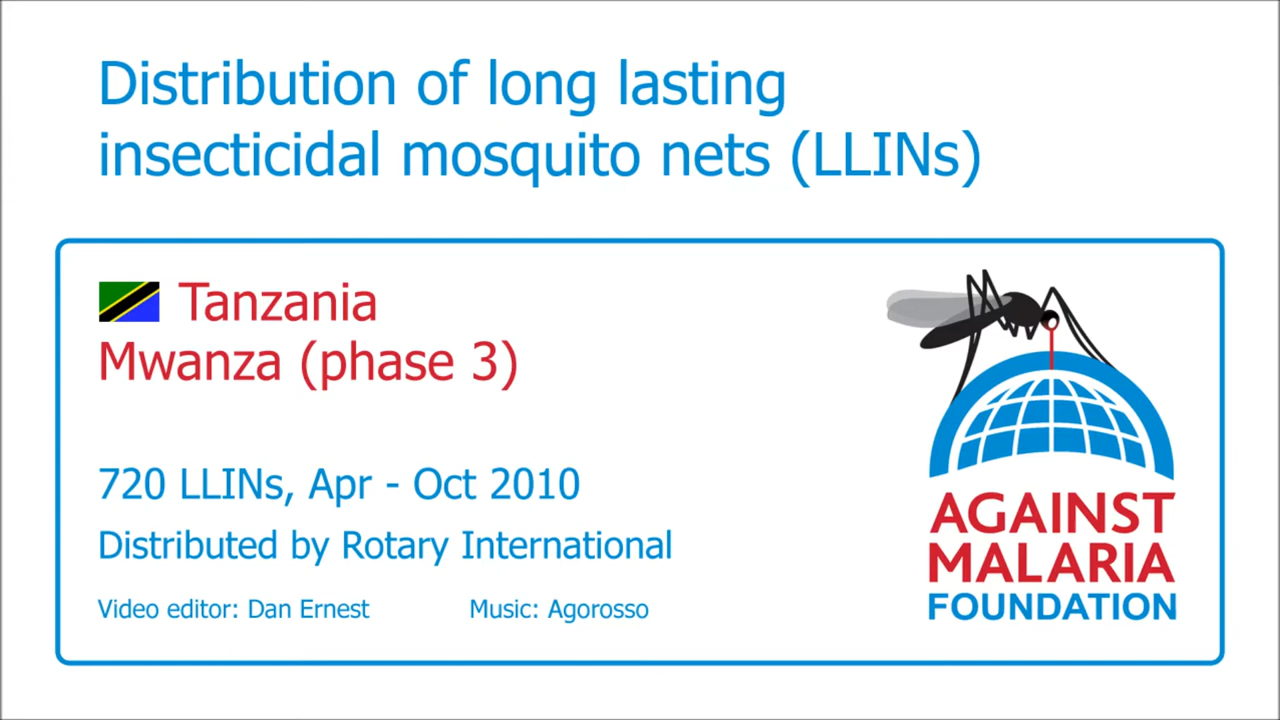 Distribution of long lasting
insecticidal mosquito nets (LLINs)
Tanzania
Mwanza (phase 3)
720 LLINs, Apr - Oct 2010
Distributed by Rotary International
Video editor: Dan Ernest
Music: Agorosso
AGAINST
MALARIA
FOUNDATION